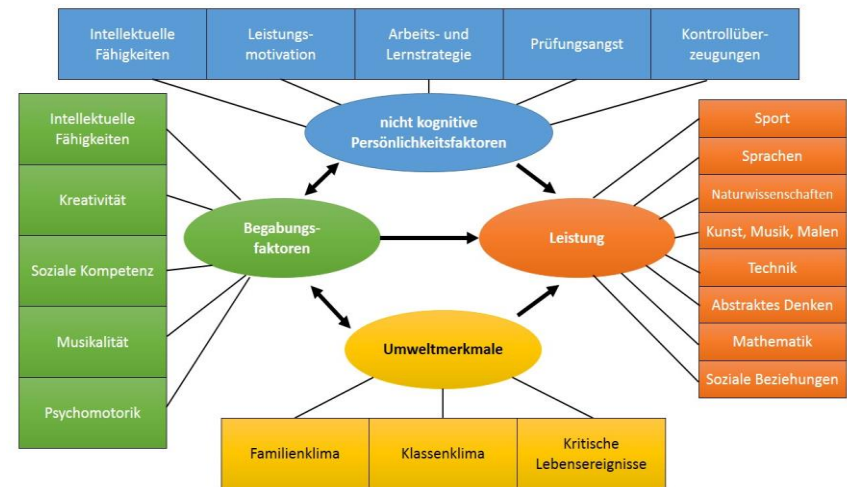 Intellektuelle
Fähigkeiten
Leistungs-
motivation
Arbeits- und
Lernstrategie
Prüfungsangst
Kontrollüber-
zeugungen
nicht kognitive
Persönlichkeitsfaktoren
Intellektuelle
Fähigkeiten
Kreativität
Soziale Kompetenz
Musikalität
Psychomotorik
Begabungs-
faktoren
Leistung
Sport
Sprachen
Naturwissenschaften
Kunst, Musik, Malen
Technik
Abstraktes Denken
Mathematik
Soziale Beziehungen
Umweltmerkmale
Familienklima
Klassenklima
Kritische
Lebensereignisse